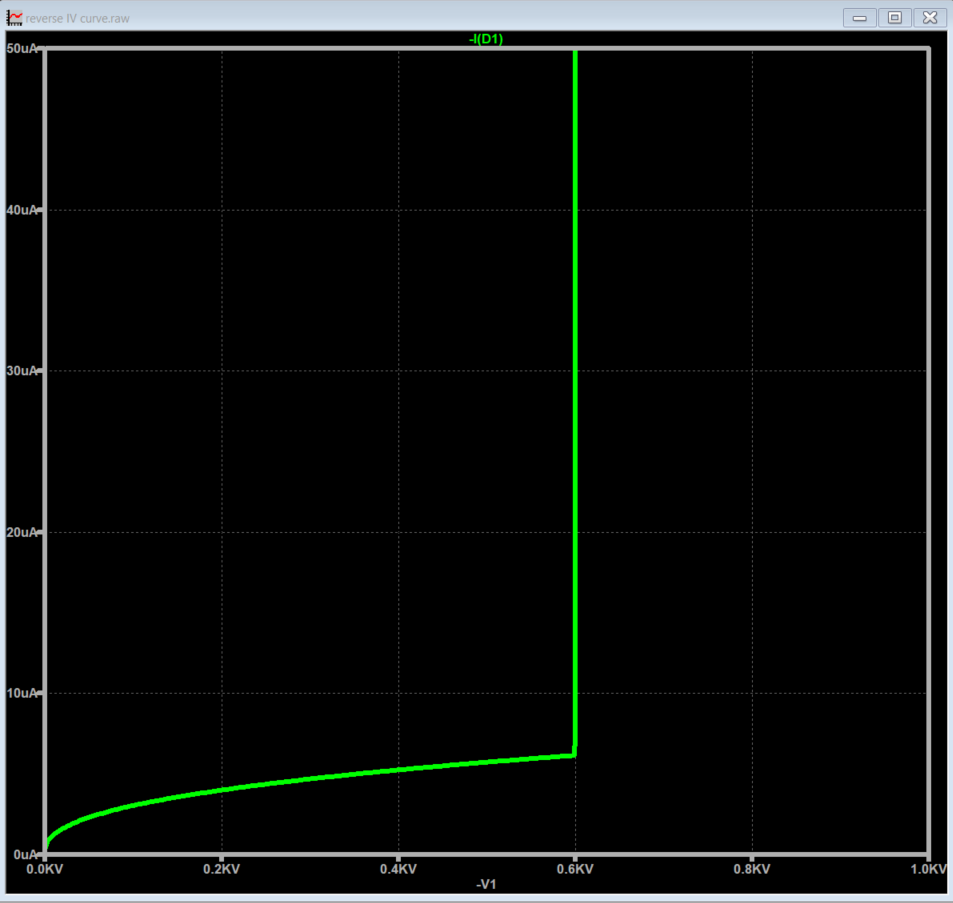 reverse IV curve.raw
-I(D1)
50uA
40uA
30uA
20uA
10uA
0uA
0.0KV 0.2KV 0.4KV 0.6KV 0.8KV 1.0KV
-V1